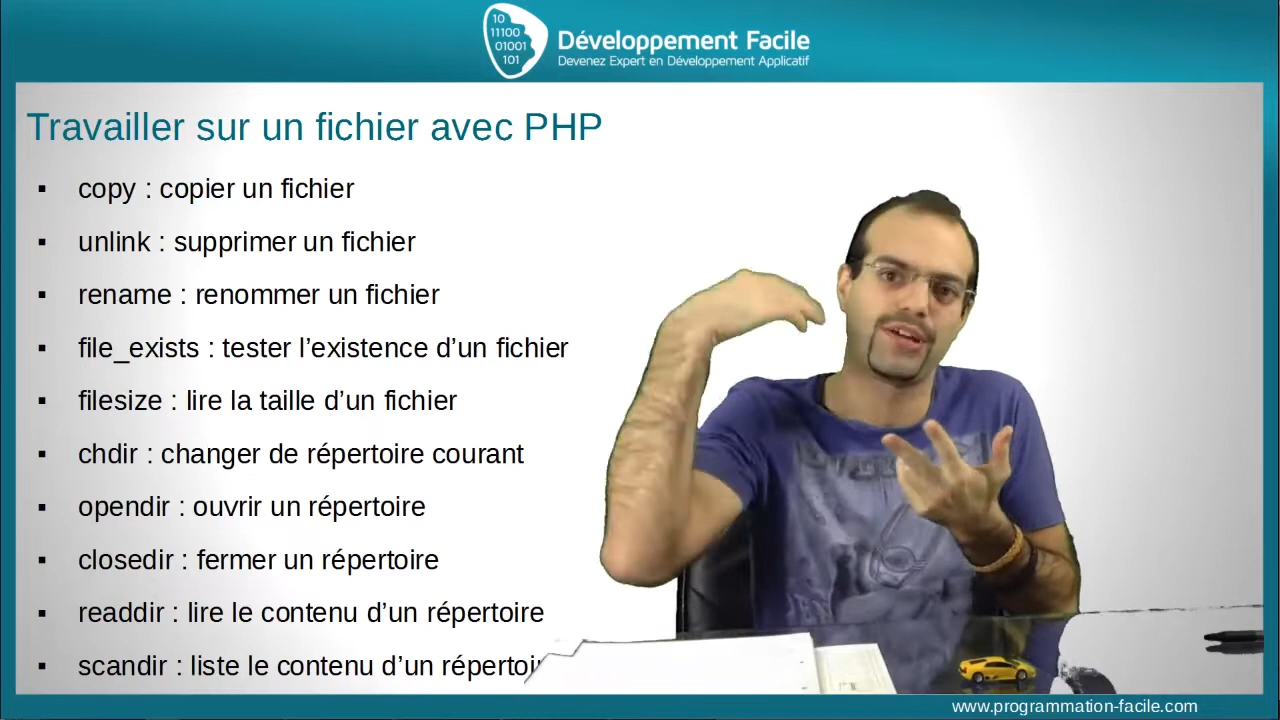 10
11100
01001
101
Développement Facile
Devenez Expert en Développement Applicatif
Travailler sur un fichier avec PHP
▪ copy : copier un fichier
▪ unlink : supprimer un fichier
▪ rename : renommer un fichier
▪ file_exists : tester l’existence d’un fichier
▪ filesize : lire la taille d’un fichier
▪ chdir : changer de répertoire courant
▪ opendir : ouvrir un répertoire
▪ closedir : fermer un répertoire
▪ readdir : lire le contenu d’un répertoire
▪ scandir : liste le contenu d’un
www.programmation-facile.com